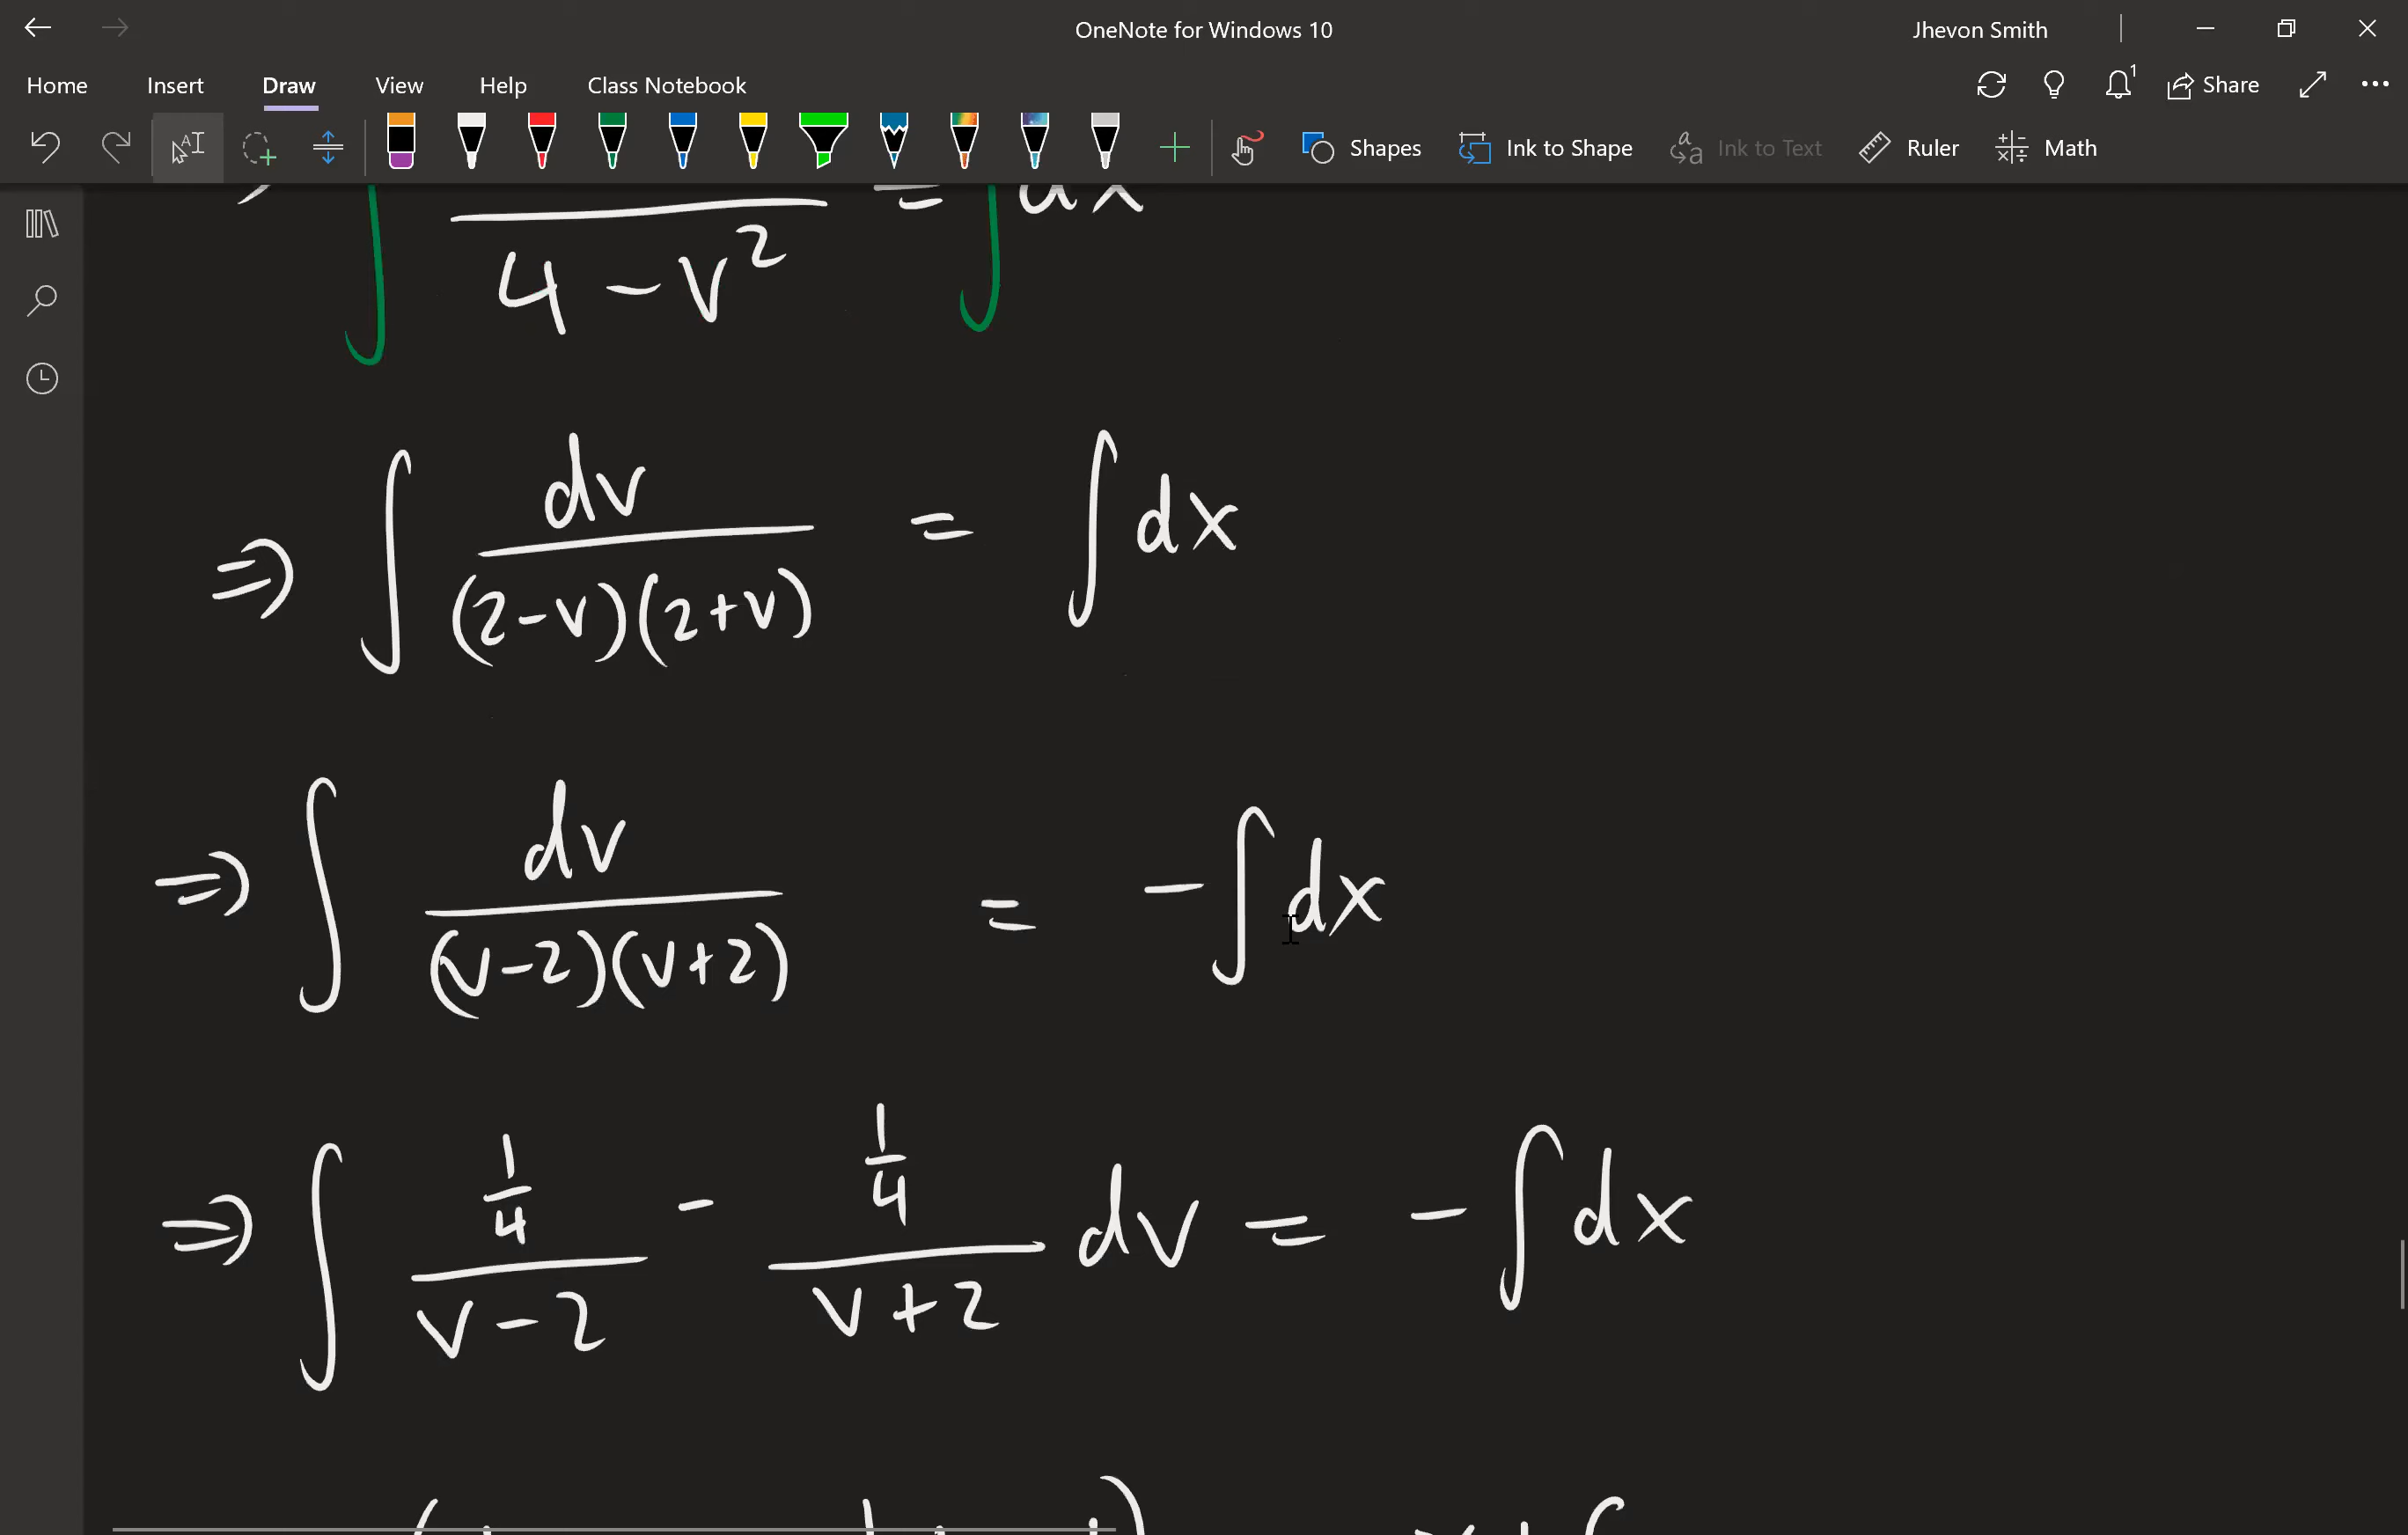 OneNote for Windows 10 Jhevon Smith
Home Insert Draw View Help Class Notebook 1 Share
Shapes Ink to Shape Ink to Text Ruler Math
∫ ⎯ / (4 - v²) = ∫ dx
⇒ ∫ dv / ((2-v)(2+v)) = ∫ dx
⇒ ∫ dv / ((v-2)(v+2)) = -∫ dx
⇒ ∫ (1/4) / (v-2) - (1/4) / (v+2) dv = -∫ dx